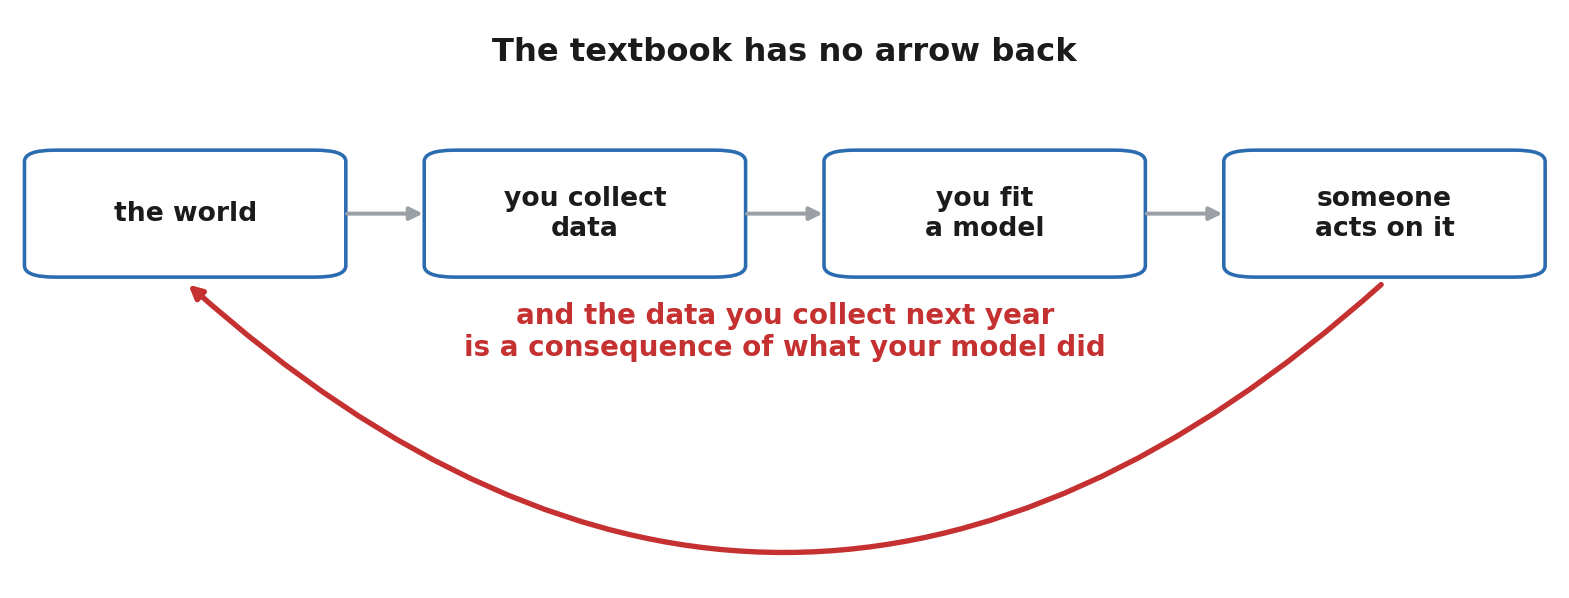 The textbook has no arrow back
the world
you collect
data
you fit
a model
someone
acts on it
and the data you collect next year
is a consequence of what your model did